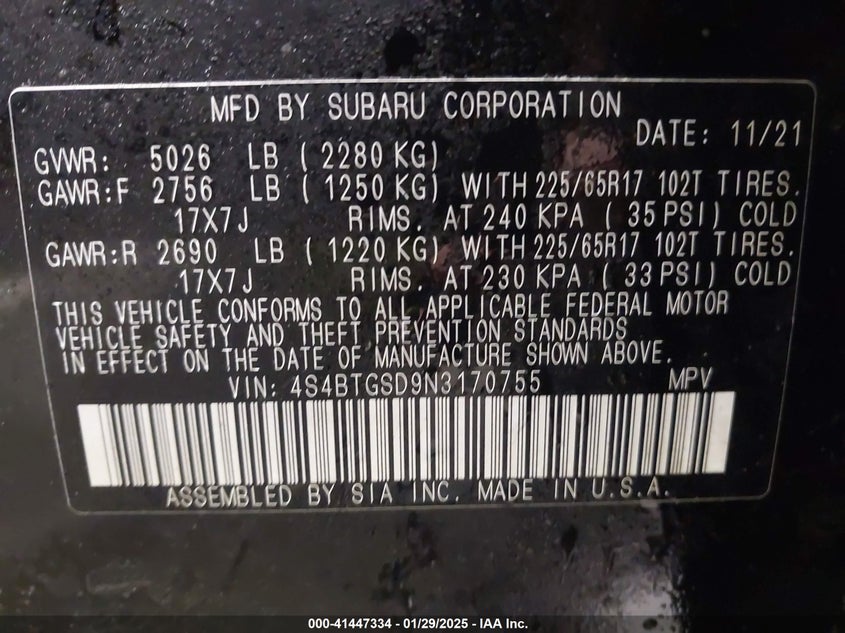 MFD BY SUBARU CORPORATION
DATE: 11/21
GVWR: 5026 LB ( 2280 KG)
GAWR:F 2756 LB ( 1250 KG) WITH 225/65R17 102T TIRES.
17X7J RIMS. AT 240 KPA ( 35 PSI) COLD
GAWR:R 2690 LB ( 1220 KG) WITH 225/65R17 102T TIRES.
17X7J RIMS. AT 230 KPA ( 33 PSI) COLD
THIS VEHICLE CONFORMS TO ALL APPLICABLE FEDERAL MOTOR
VEHICLE SAFETY AND THEFT PREVENTION STANDARDS
IN EFFECT ON THE DATE OF MANUFACTURE SHOWN ABOVE.
VIN: 4S4BTGSD9N3170755 MPV
ASSEMBLED BY SIA INC. MADE IN U.S.A.
000-41447334 - 01/29/2025 - IAA Inc.